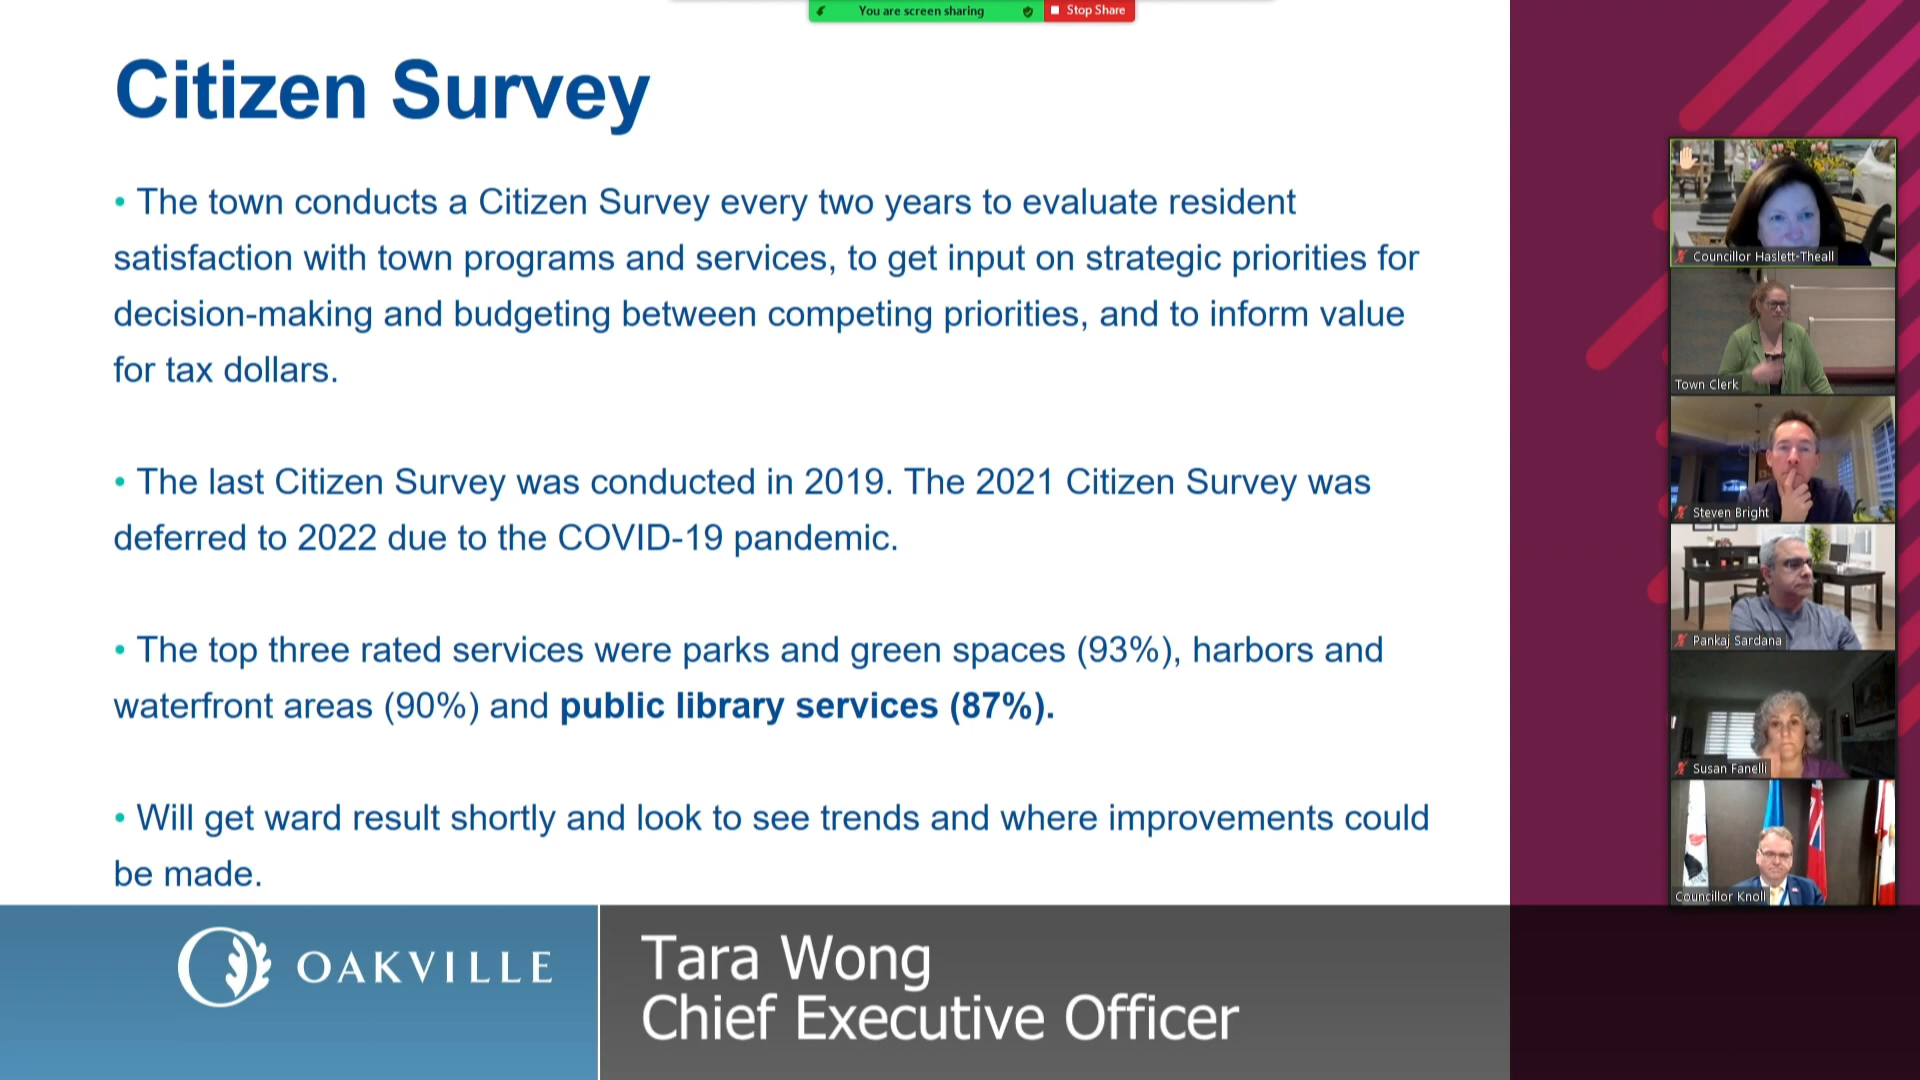 You are screen sharing
Stop Share
Citizen Survey
• The town conducts a Citizen Survey every two years to evaluate resident
satisfaction with town programs and services, to get input on strategic priorities for
decision-making and budgeting between competing priorities, and to inform value
for tax dollars.
• The last Citizen Survey was conducted in 2019. The 2021 Citizen Survey was
deferred to 2022 due to the COVID-19 pandemic.
• The top three rated services were parks and green spaces (93%), harbors and
waterfront areas (90%) and public library services (87%).
• Will get ward result shortly and look to see trends and where improvements could
be made.
Councillor Haslett-Theall
Town Clerk
Steven Bright
Pankaj Sardana
Susan Fanelli
Councillor Knoll
OAKVILLE
Tara Wong
Chief Executive Officer